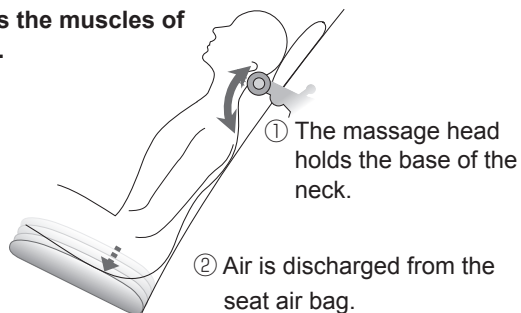 s the muscles of
.
① The massage head
holds the base of the
neck.
② Air is discharged from the
seat air bag.